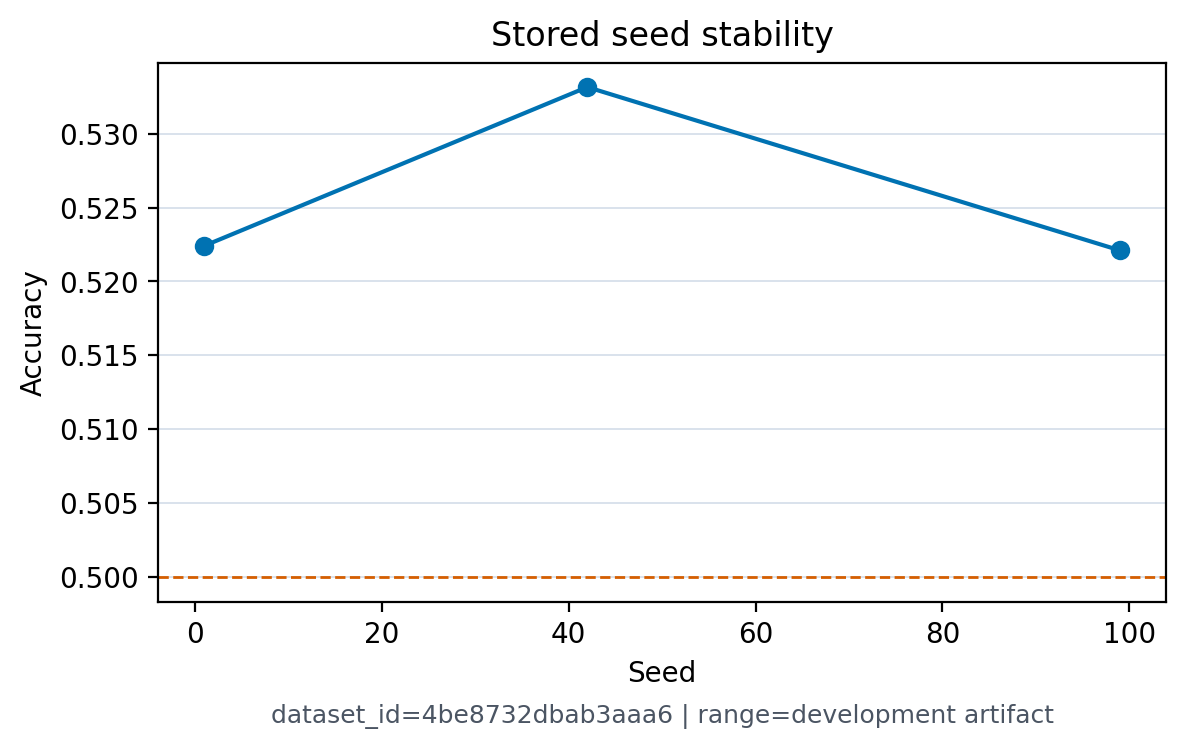 Stored seed stability
0.530
0.525
0.520
0.515
0.510
0.505
0.500
Accuracy
0 20 40 60 80 100
Seed
dataset_id=4be8732dbab3aaa6 | range=development artifact